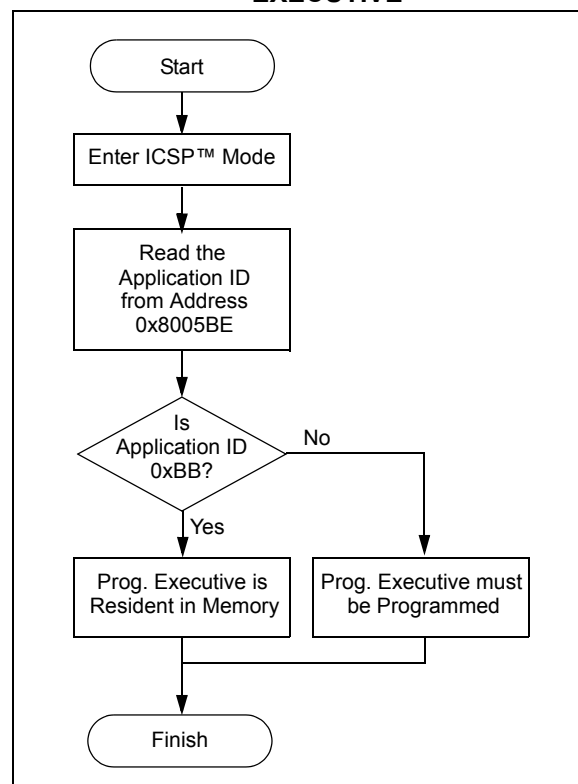 Start
Enter ICSP™ Mode
Read the
Application ID
from Address
0x8005BE
Is
Application ID
0xBB?
No
Yes
Prog. Executive is
Resident in Memory
Prog. Executive must
be Programmed
Finish